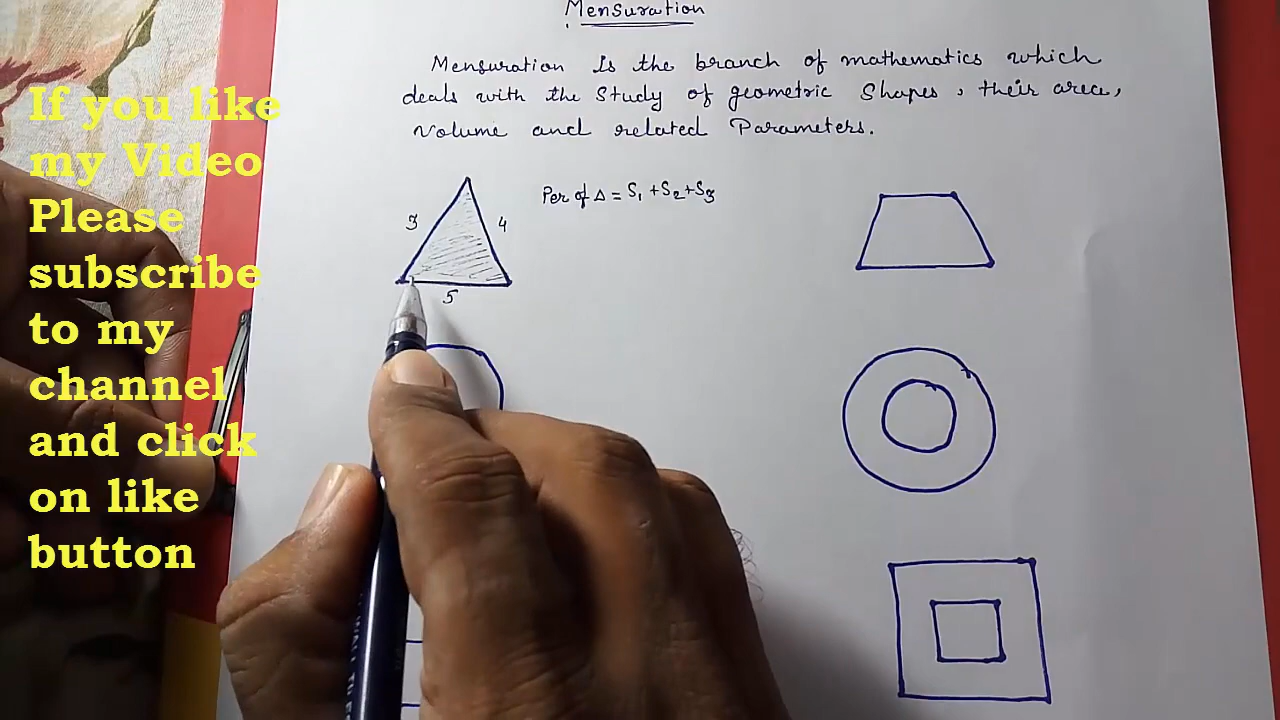 Mensuration
Mensuration Is the branch of mathematics which
deals with the Study of geometric Shapes, their area,
Volume and related Parameters.
Per of Δ = S₁ + S₂ + S₃
3
4
5
If you like
my Video
Please
subscribe
to my
channel
and click
on like
button